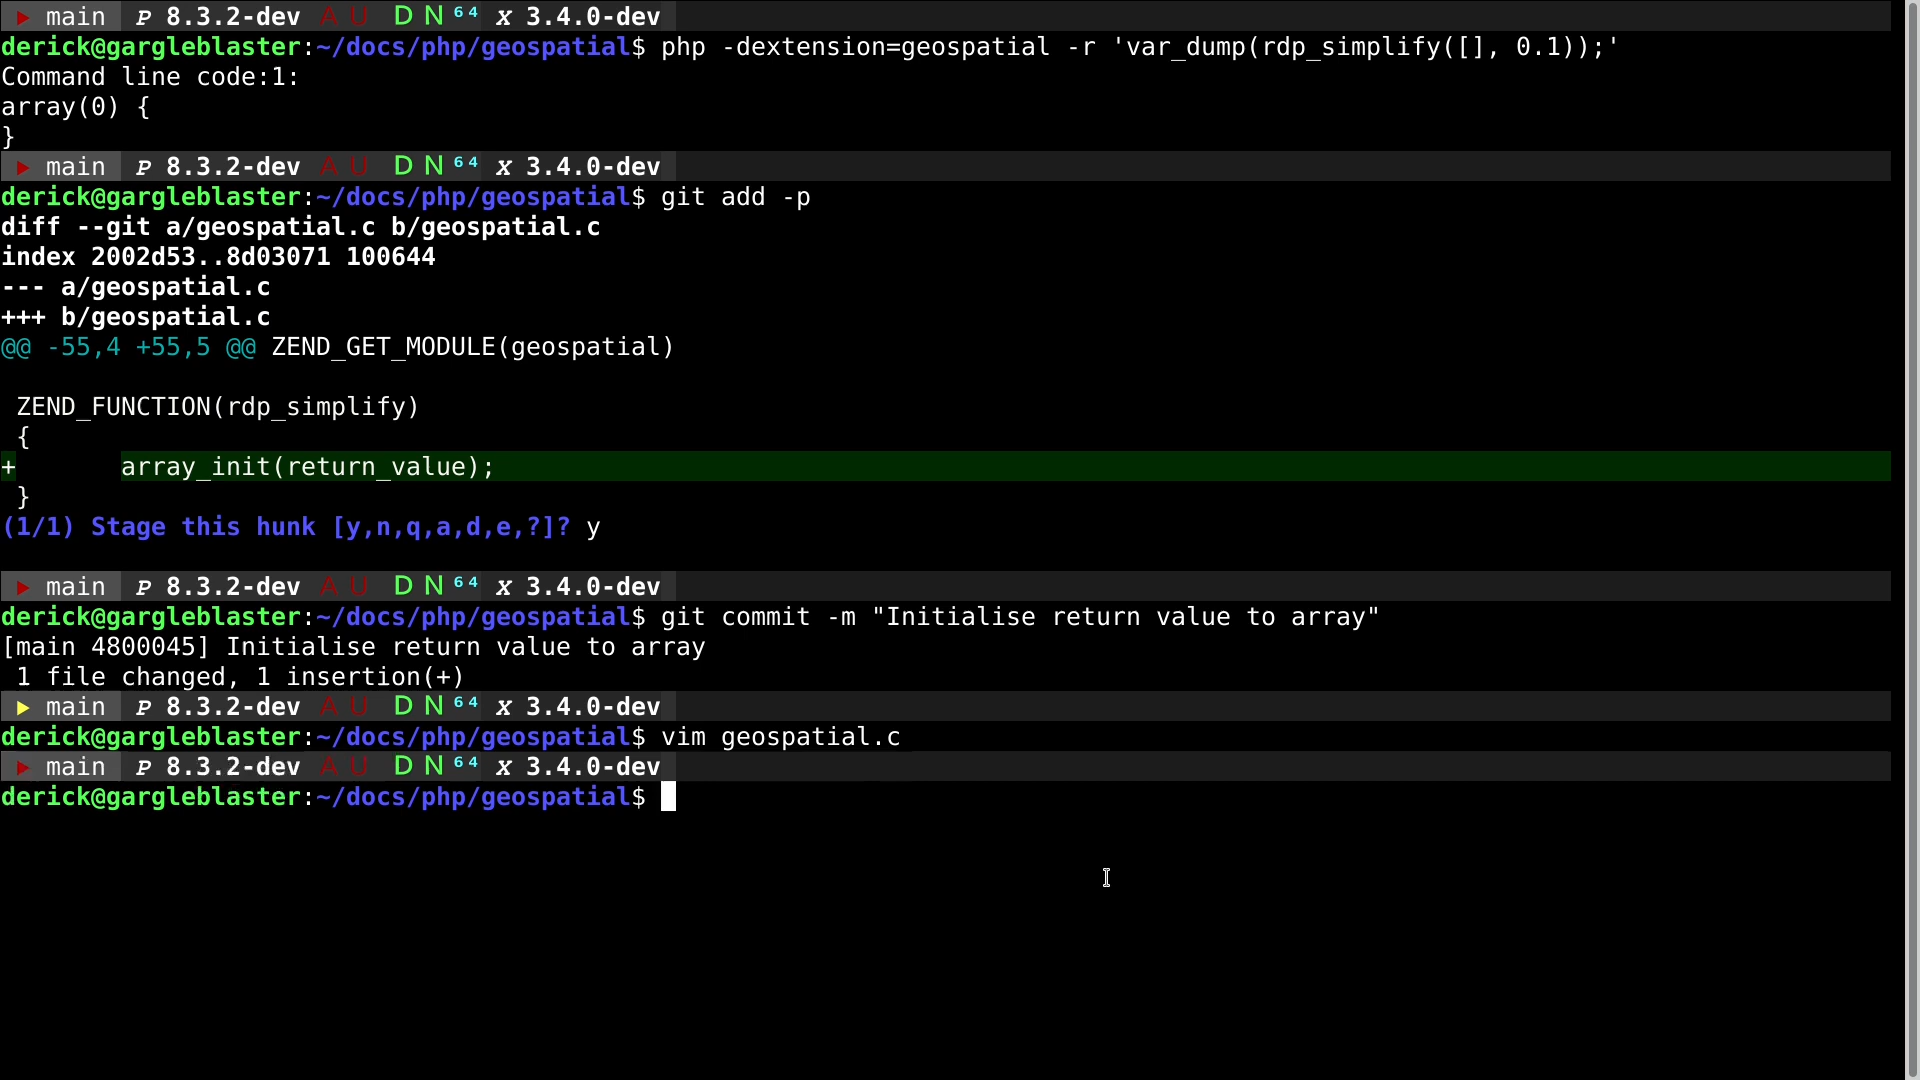 ▶ main P 8.3.2-dev A U D N ⁶⁴ X 3.4.0-dev
derick@gargleblaster:~/docs/php/geospatial$ php -dextension=geospatial -r 'var_dump(rdp_simplify([], 0.1));'
Command line code:1:
array(0) {
}
▶ main P 8.3.2-dev A U D N ⁶⁴ X 3.4.0-dev
derick@gargleblaster:~/docs/php/geospatial$ git add -p
diff --git a/geospatial.c b/geospatial.c
index 2002d53..8d03071 100644
--- a/geospatial.c
+++ b/geospatial.c
@@ -55,4 +55,5 @@ ZEND_GET_MODULE(geospatial)
 ZEND_FUNCTION(rdp_simplify)
 {
+       array_init(return_value);
 }
(1/1) Stage this hunk [y,n,q,a,d,e,?]? y
▶ main P 8.3.2-dev A U D N ⁶⁴ X 3.4.0-dev
derick@gargleblaster:~/docs/php/geospatial$ git commit -m "Initialise return value to array"
[main 4800045] Initialise return value to array
 1 file changed, 1 insertion(+)
▶ main P 8.3.2-dev A U D N ⁶⁴ X 3.4.0-dev
derick@gargleblaster:~/docs/php/geospatial$ vim geospatial.c
▶ main P 8.3.2-dev A U D N ⁶⁴ X 3.4.0-dev
derick@gargleblaster:~/docs/php/geospatial$